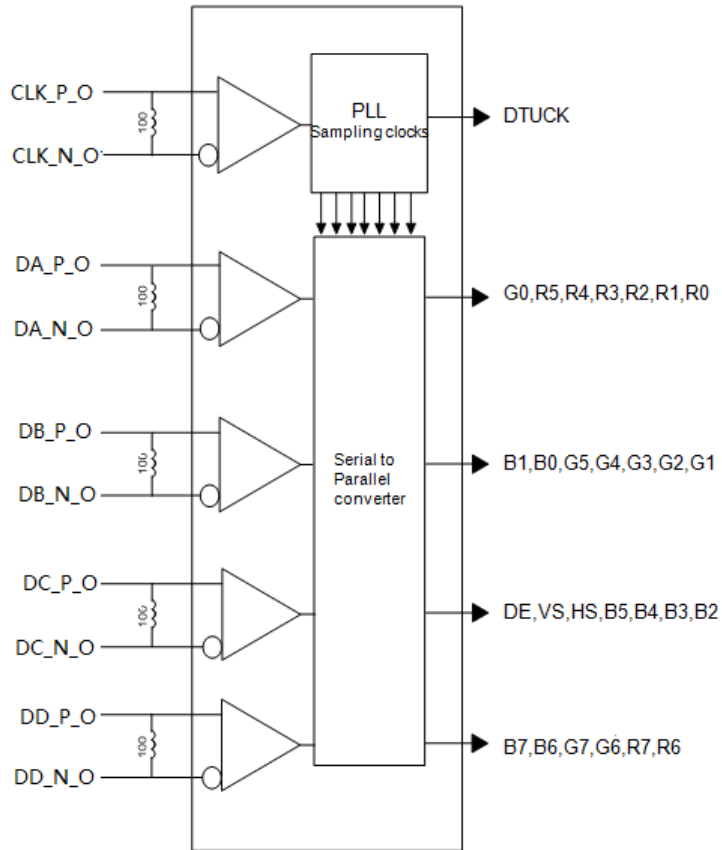 CLK_P_O
100
CLK_N_O
PLL
Sampling clocks
DTUCK
DA_P_O
100
DA_N_O
G0,R5,R4,R3,R2,R1,R0
DB_P_O
100
DB_N_O
Serial to
Parallel
converter
B1,B0,G5,G4,G3,G2,G1
DC_P_O
100
DC_N_O
DE,VS,HS,B5,B4,B3,B2
DD_P_O
100
DD_N_O
B7,B6,G7,G6,R7,R6